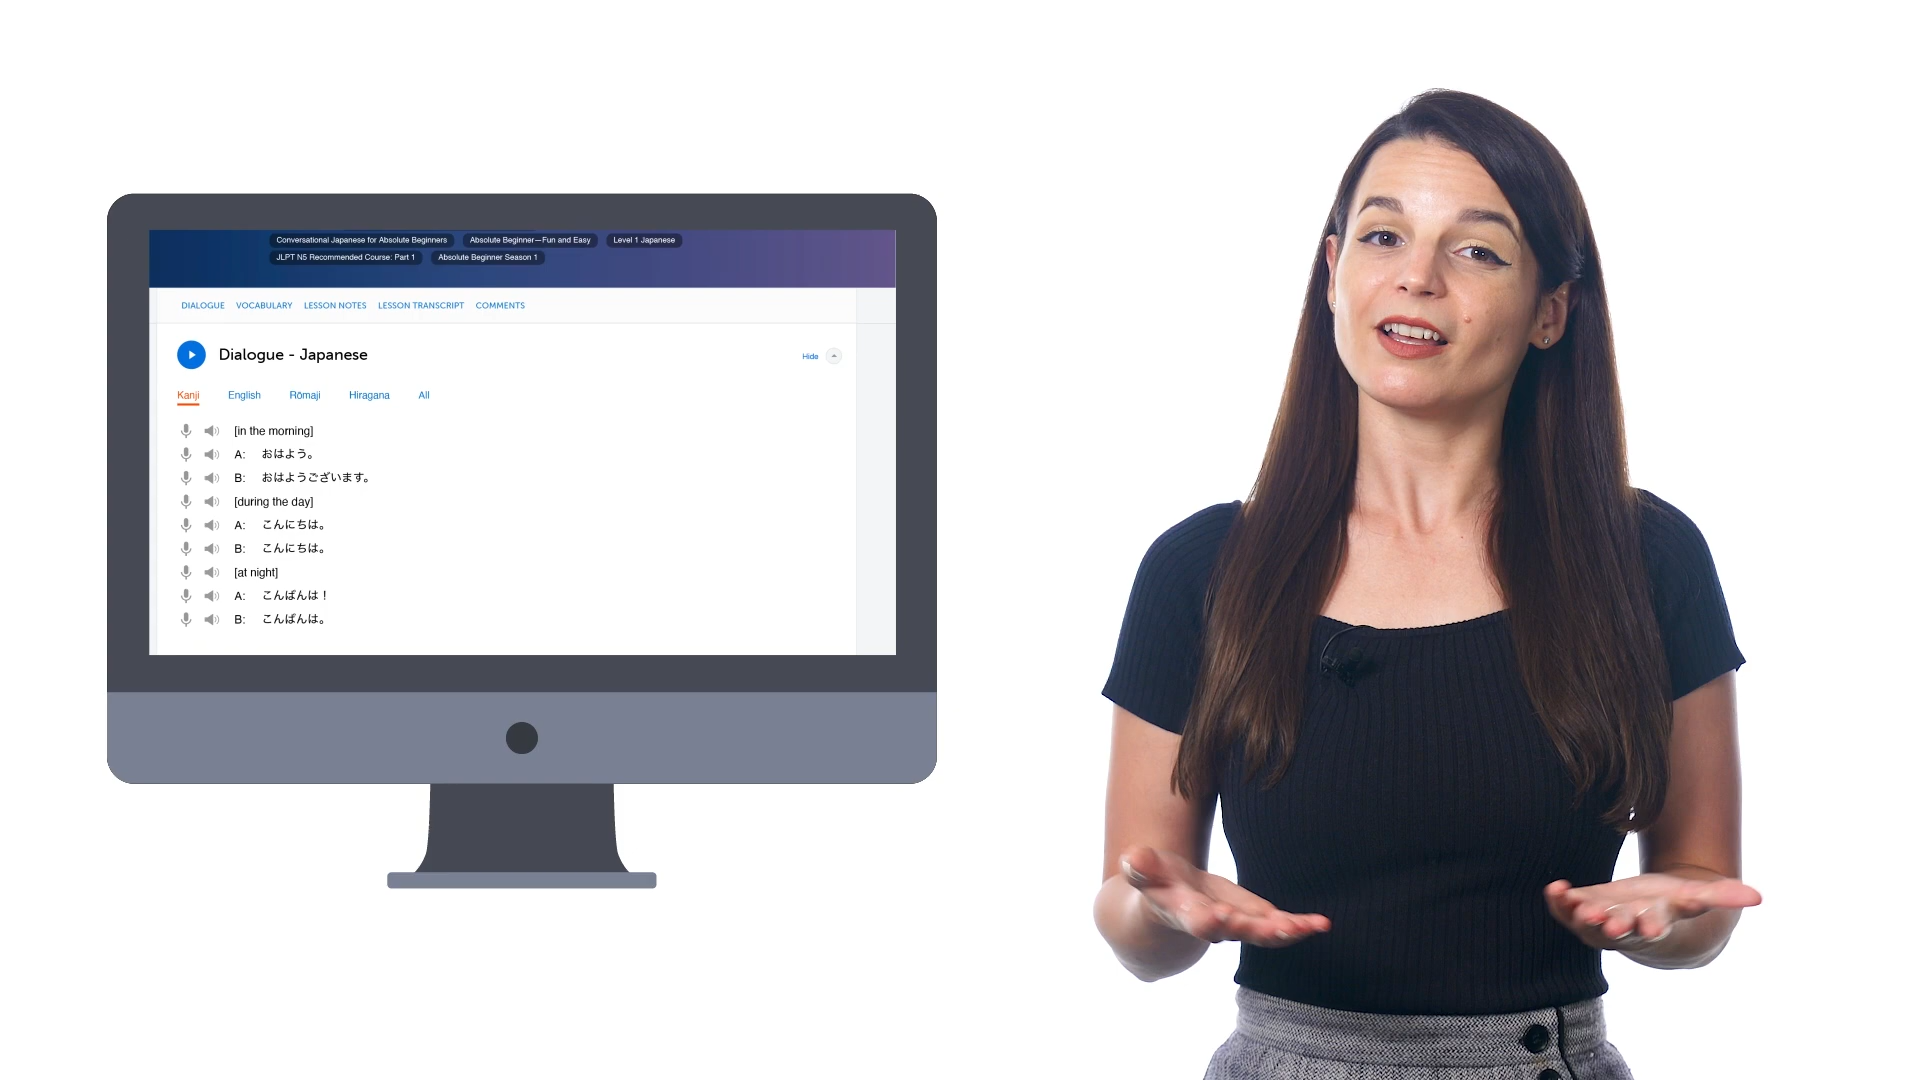 Conversational Japanese for Absolute Beginners Absolute Beginner—Fun and Easy Level 1 Japanese
JLPT N5 Recommended Course: Part 1 Absolute Beginner Season 1
DIALOGUE VOCABULARY LESSON NOTES LESSON TRANSCRIPT COMMENTS
Dialogue - Japanese Hide
Kanji English Rōmaji Hiragana All
[in the morning]
A: おはよう。
B: おはようございます。
[during the day]
A: こんにちは。
B: こんにちは。
[at night]
A: こんばんは！
B: こんばんは。